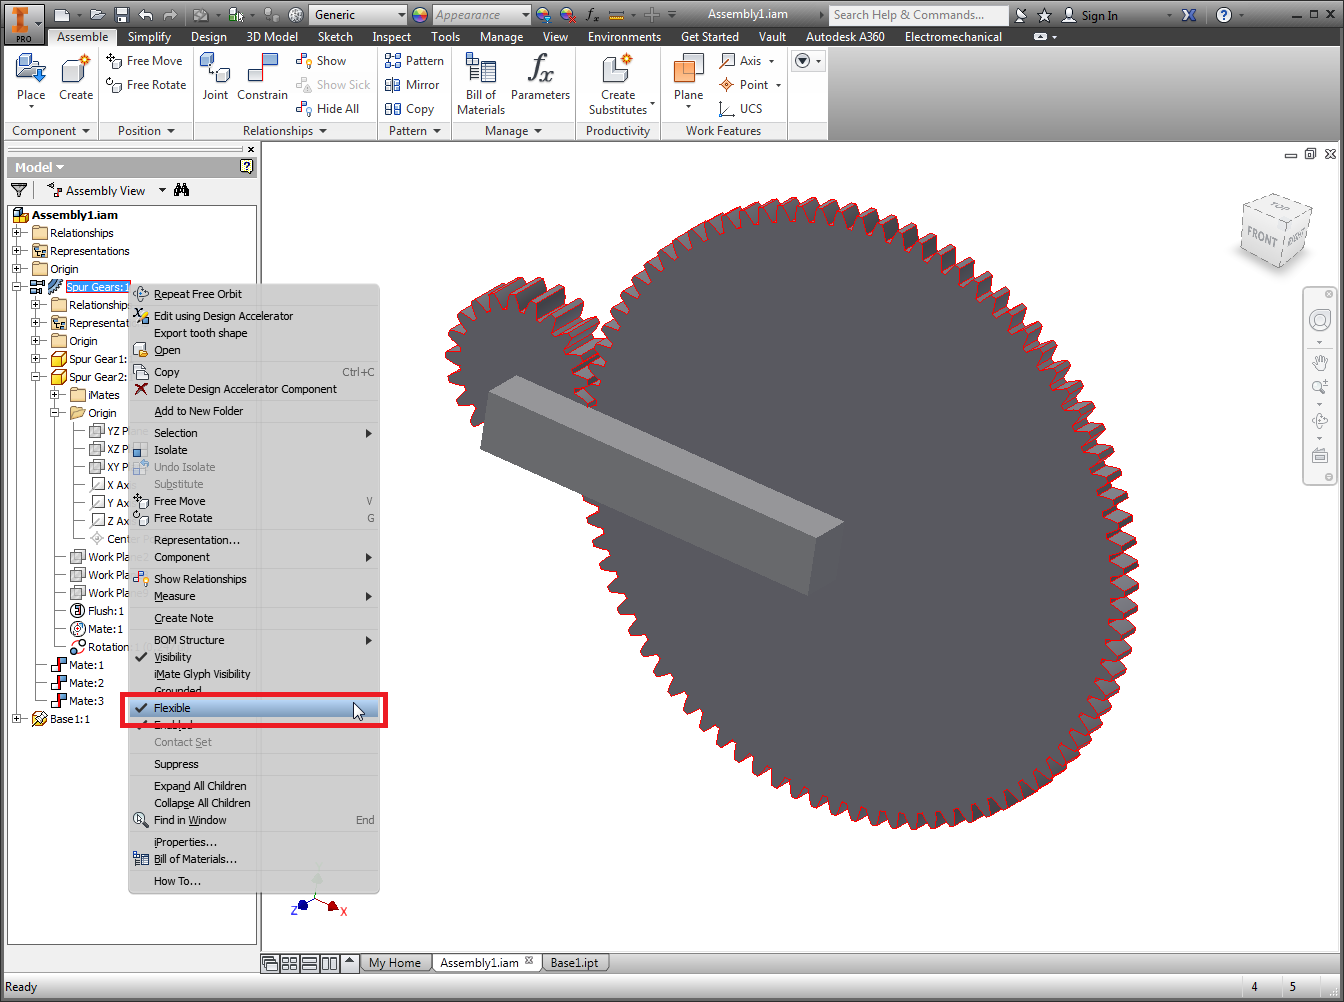 PRO
Generic
Appearance
Assembly1.iam
Search Help & Commands...
Sign In
Assemble Simplify Design 3D Model Sketch Inspect Tools Manage View Environments Get Started Vault Autodesk A360 Electromechanical
Place
Create
Free Move
Free Rotate
Component
Position
Joint
Constrain
Show
Show Sick
Hide All
Relationships
Pattern
Mirror
Copy
Pattern
Bill of
Materials
Parameters
Manage
Create
Substitutes
Productivity
Plane
Axis
Point
UCS
Work Features
Model
Assembly View
Assembly1.iam
Relationships
Representations
Origin
Spur Gears:1
Relationships
Representat
Origin
Spur Gear1:
Spur Gear2:
iMates
Origin
YZ P
XZ P
XY P
X Ax
Y Ax
Z Ax
Center
Work Pla
Work Pla
Work Pla
Flush:1
Mate:1
Rotation
Mate:1
Mate:2
Mate:3
Base1:1
Repeat Free Orbit
Edit using Design Accelerator
Export tooth shape
Open
Copy Ctrl+C
Delete Design Accelerator Component
Add to New Folder
Selection
Isolate
Undo Isolate
Substitute
Free Move V
Free Rotate G
Representation...
Component
Show Relationships
Measure
Create Note
BOM Structure
Visibility
iMate Glyph Visibility
Grounded
Flexible
Enabled
Contact Set
Suppress
Expand All Children
Collapse All Children
Find in Window End
iProperties...
Bill of Materials...
How To...
TOP
FRONT
RIGHT
Z
X
My Home
Assembly1.iam
Base1.ipt
Ready
4 5